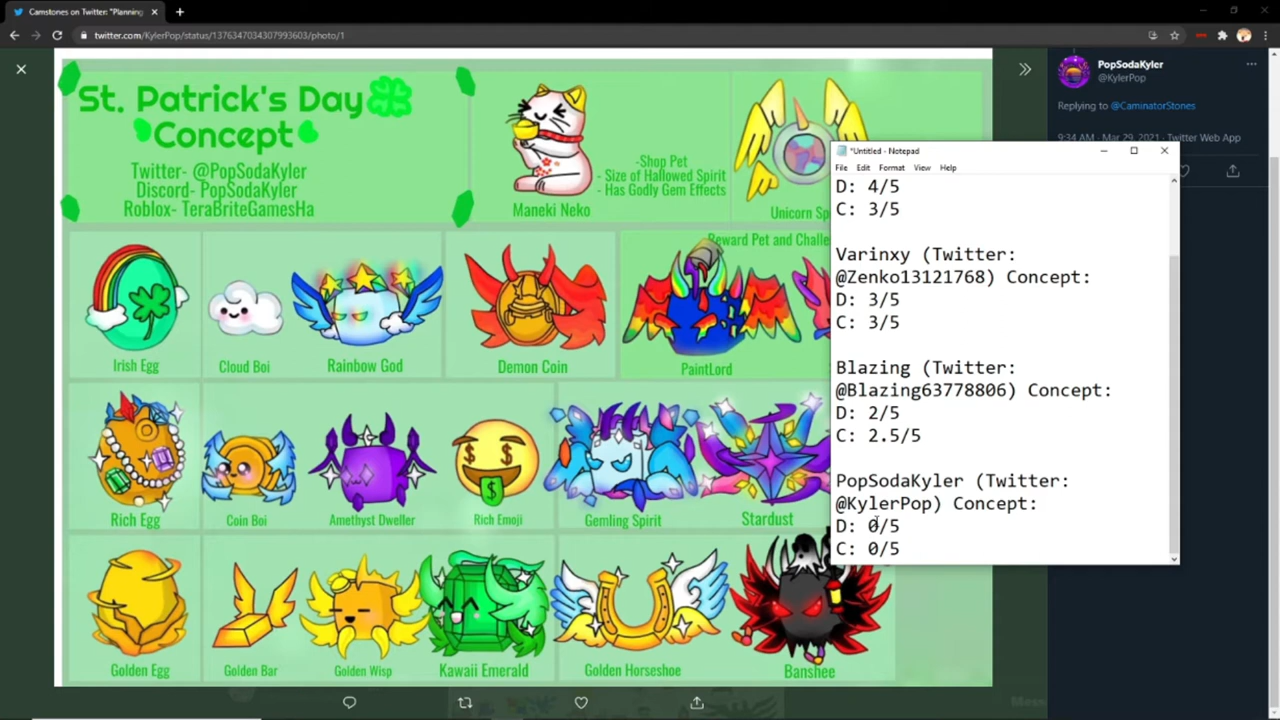 Camstones on Twitter: "Planning
twitter.com/KylerPop/status/1376347034307993603/photo/1
St. Patrick's Day
Concept
Twitter- @PopSodaKyler
Discord- PopSodaKyler
Roblox- TeraBriteGamesHa
Maneki Neko
-Shop Pet
- Size of Hallowed Spirit
- Has Godly Gem Effects
Unicorn Sp
Irish Egg
Cloud Boi
Rainbow God
Demon Coin
Reward Pet and Challe
PaintLord
Rich Egg
Coin Boi
Amethyst Dweller
Rich Emoji
Gemling Spirit
Stardust
Golden Egg
Golden Bar
Golden Wisp
Kawaii Emerald
Golden Horseshoe
Banshee
PopSodaKyler
@KylerPop
Replying to @CaminatorStones
9:34 AM · Mar 29, 2021 · Twitter Web App
*Untitled - Notepad
File Edit Format View Help
D: 4/5
C: 3/5
Varinxy (Twitter:
@Zenko13121768) Concept:
D: 3/5
C: 3/5
Blazing (Twitter:
@Blazing63778806) Concept:
D: 2/5
C: 2.5/5
PopSodaKyler (Twitter:
@KylerPop) Concept:
D: 0/5
C: 0/5